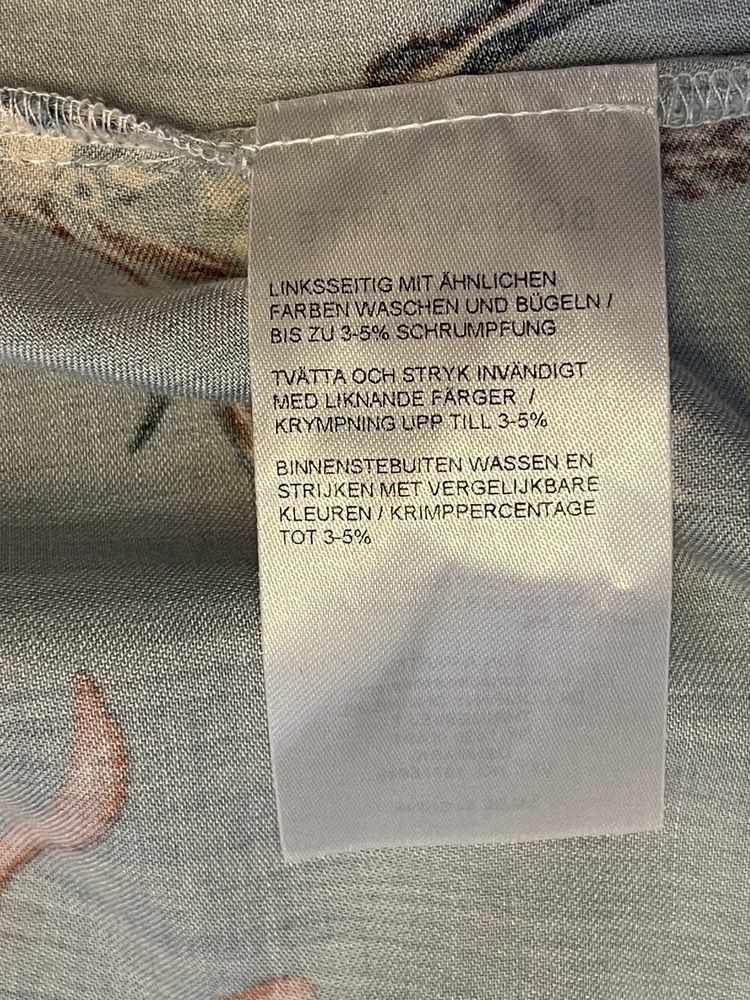 LINKSSEITIG MIT ÄHNLICHEN
FARBEN WASCHEN UND BÜGELN /
BIS ZU 3-5% SCHRUMPFUNG
TVÄTTA OCH STRYK INVÄNDIGT
MED LIKNANDE FÄRGER /
KRYMPNING UPP TILL 3-5%
BINNENSTEBUITEN WASSEN EN
STRIJKEN MET VERGELIJKBARE
KLEUREN / KRIMPPERCENTAGE
TOT 3-5%